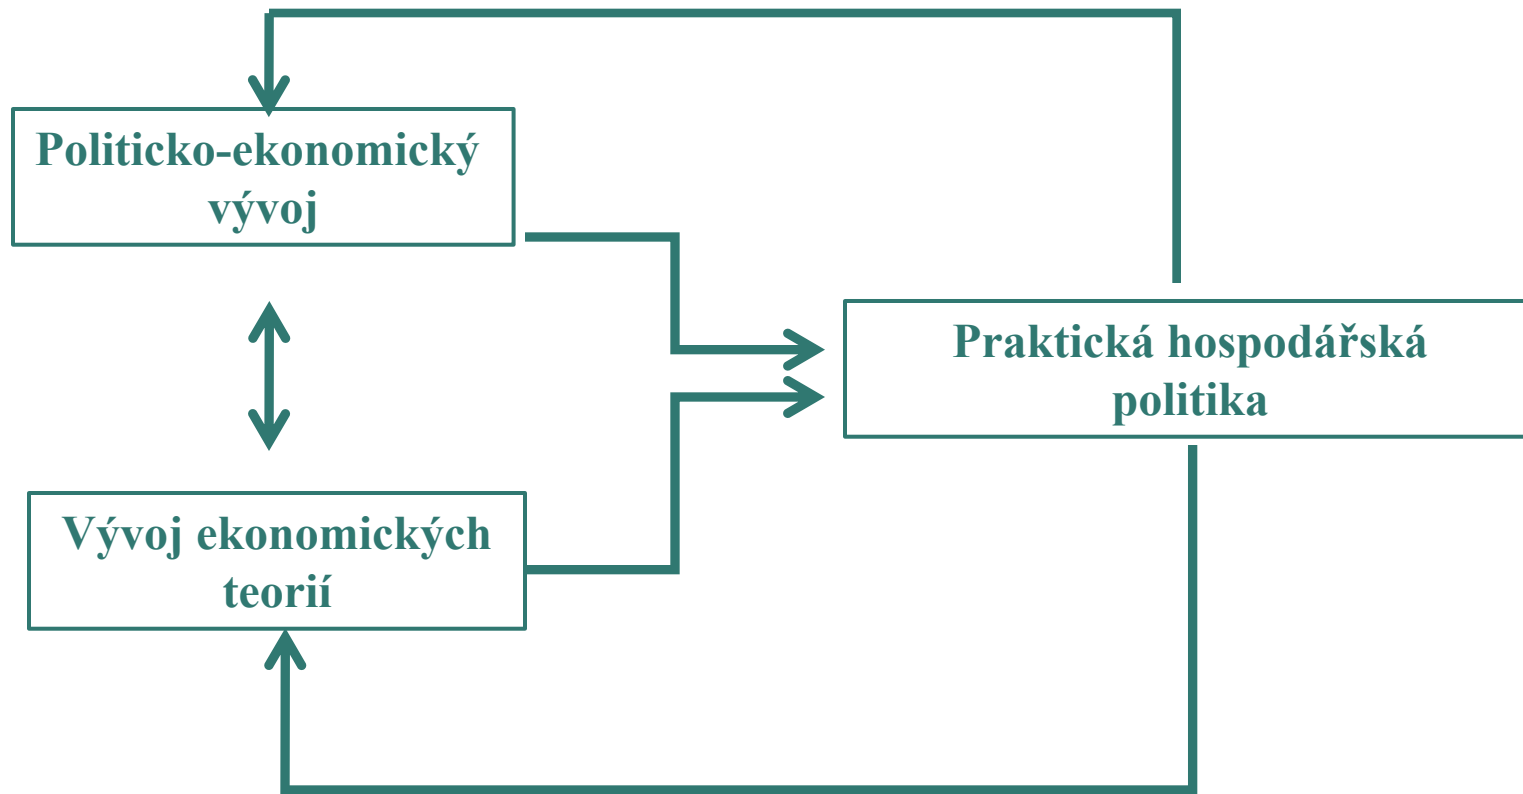 Politicko-ekonomický
vývoj
Praktická hospodářská
politika
Vývoj ekonomických
teorií